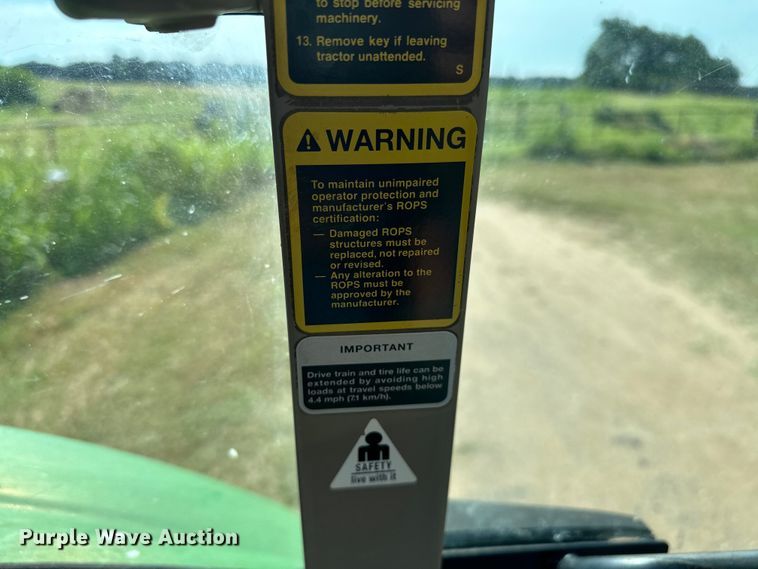 to stop before servicing
machinery.
13. Remove key if leaving
tractor unattended.
S
WARNING
To maintain unimpaired
operator protection and
manufacturer's ROPS
certification:
— Damaged ROPS
structures must be
replaced, not repaired
or revised.
— Any alteration to the
ROPS must be
approved by the
manufacturer.
IMPORTANT
Drive train and tire life can be
extended by avoiding high
loads at travel speeds below
4.4 mph (7.1 km/h).
SAFETY
live with it
Purple Wave Auction